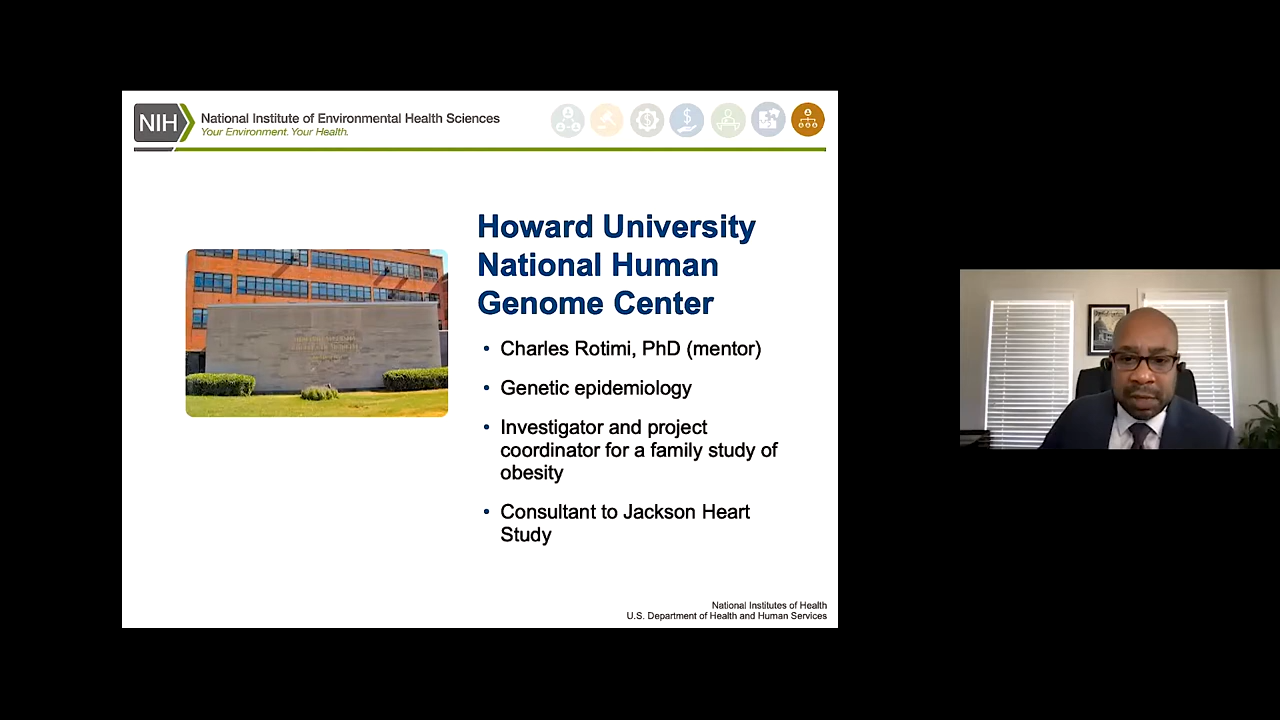 NIH
National Institute of Environmental Health Sciences
Your Environment. Your Health.
Howard University
National Human
Genome Center
• Charles Rotimi, PhD (mentor)
• Genetic epidemiology
• Investigator and project
coordinator for a family study of
obesity
• Consultant to Jackson Heart
Study
National Institutes of Health
U.S. Department of Health and Human Services